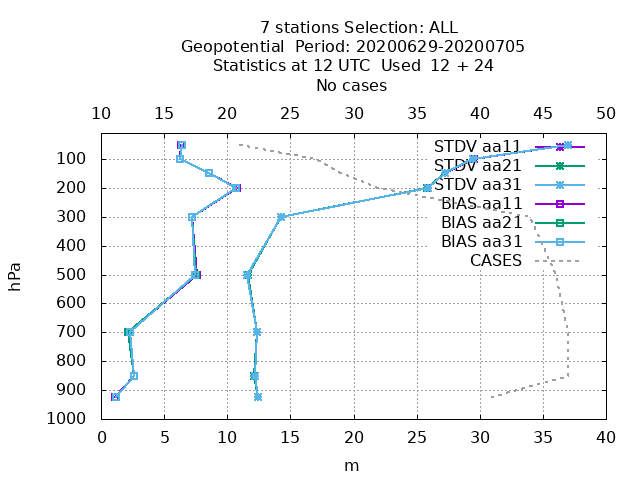 7 stations Selection: ALL
Geopotential  Period: 20200629-20200705
Statistics at 12 UTC  Used  12 + 24
No cases
10 15 20 25 30 35 40 45 50
STDV aa11
100
STDV aa21
STDV aa31
200
BIAS aa11
300
BIAS aa21
BIAS aa31
400
CASES
hPa
500
600
700
800
900
1000
0 5 10 15 20 25 30 35 40
m